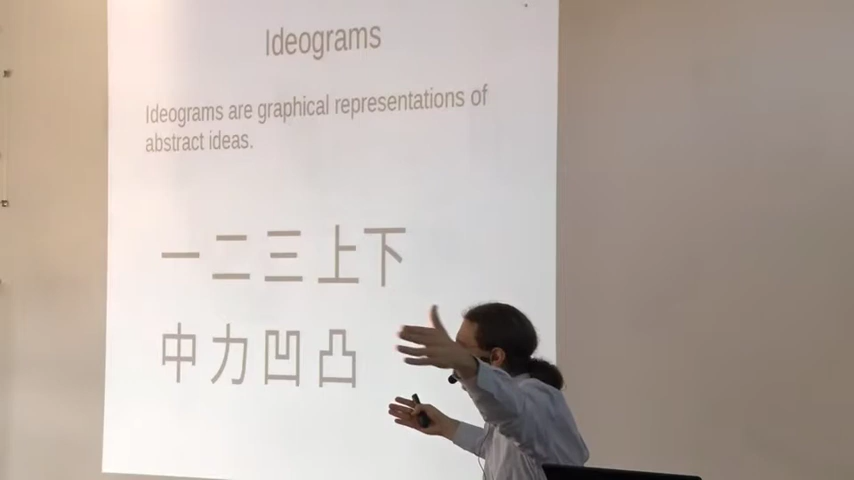 Ideograms
Ideograms are graphical representations of
abstract ideas.
一 二 三 上 下
中 力 凹 凸